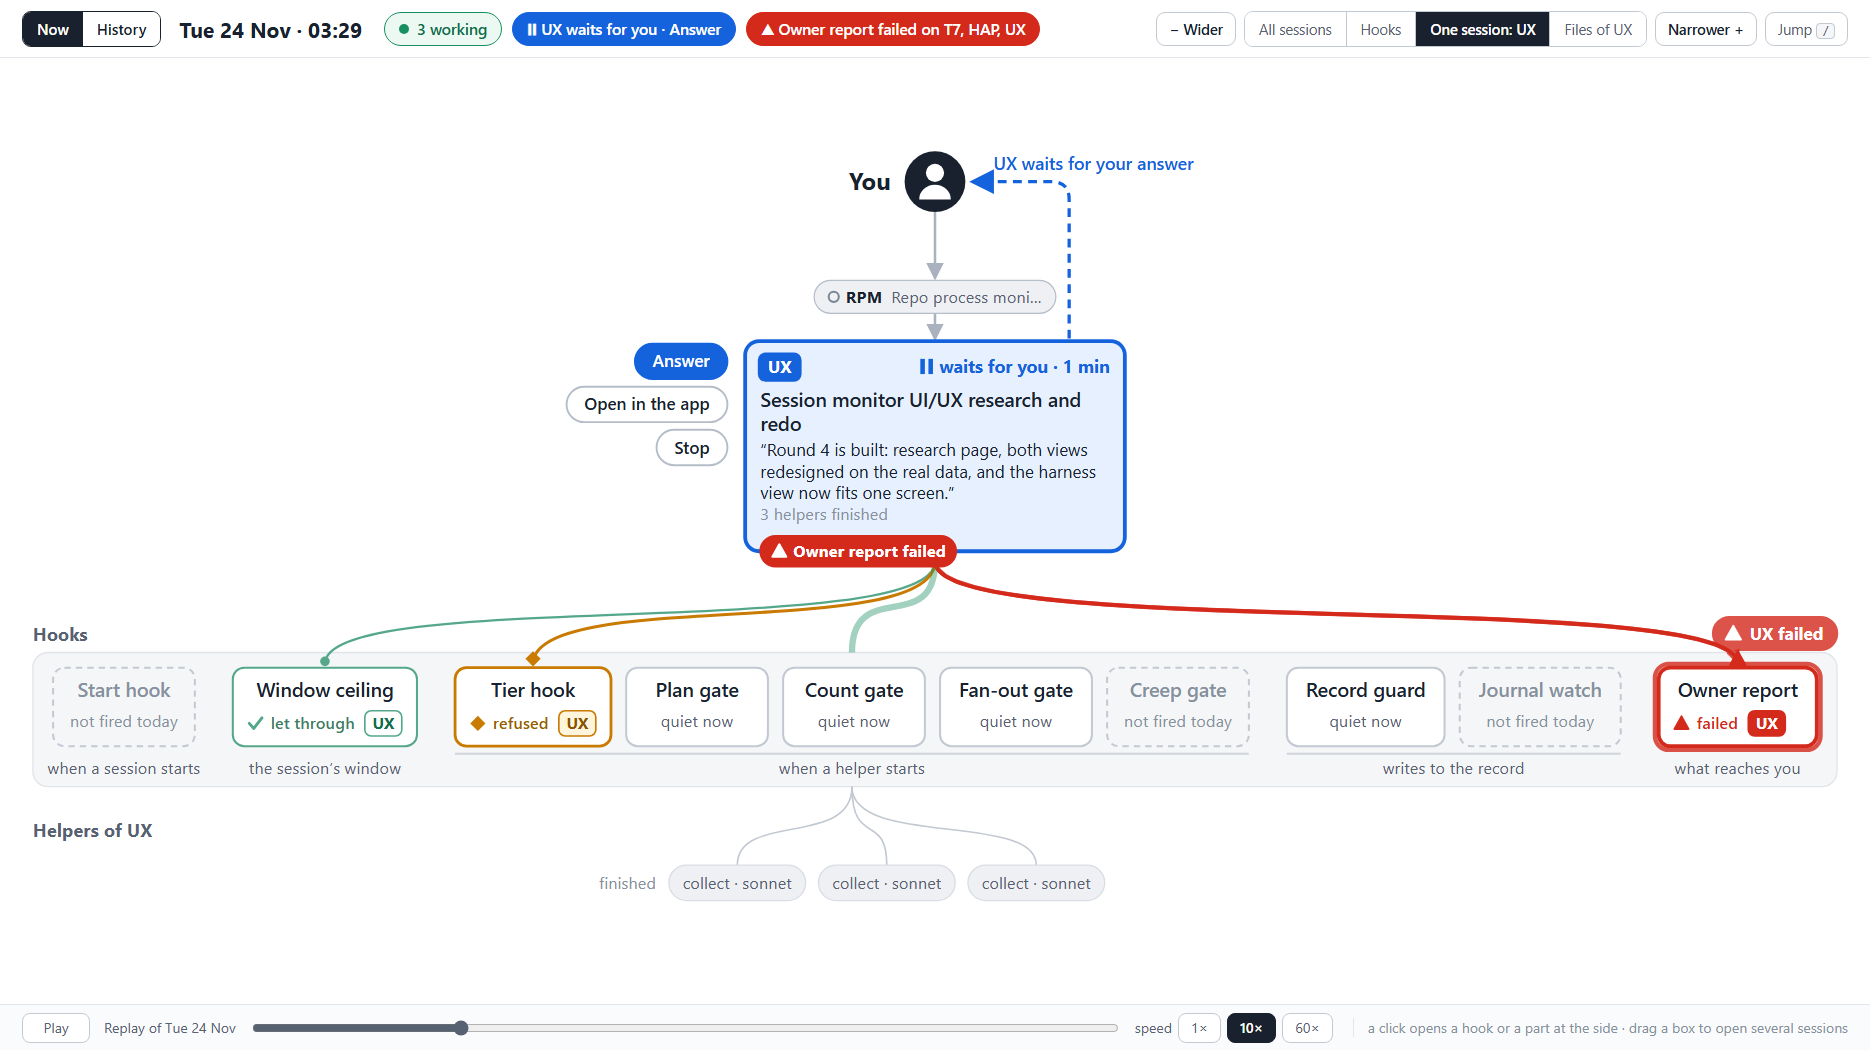 Now
History
Tue 24 Nov · 03:29
3 working
UX waits for you · Answer
Owner report failed on T7, HAP, UX
− Wider
All sessions
Hooks
One session: UX
Files of UX
Narrower +
Jump /
You
UX waits for your answer
RPM Repo process moni...
Answer
Open in the app
Stop
UX
waits for you · 1 min
Session monitor UI/UX research and
redo
“Round 4 is built: research page, both views
redesigned on the real data, and the harness
view now fits one screen.”
3 helpers finished
Owner report failed
Hooks
UX failed
Start hook
not fired today
Window ceiling
let through UX
Tier hook
refused UX
Plan gate
quiet now
Count gate
quiet now
Fan-out gate
quiet now
Creep gate
not fired today
Record guard
quiet now
Journal watch
not fired today
Owner report
failed UX
when a session starts
the session’s window
when a helper starts
writes to the record
what reaches you
Helpers of UX
finished
collect · sonnet
collect · sonnet
collect · sonnet
Play
Replay of Tue 24 Nov
speed
1×
10×
60×
a click opens a hook or a part at the side · drag a box to open several sessions